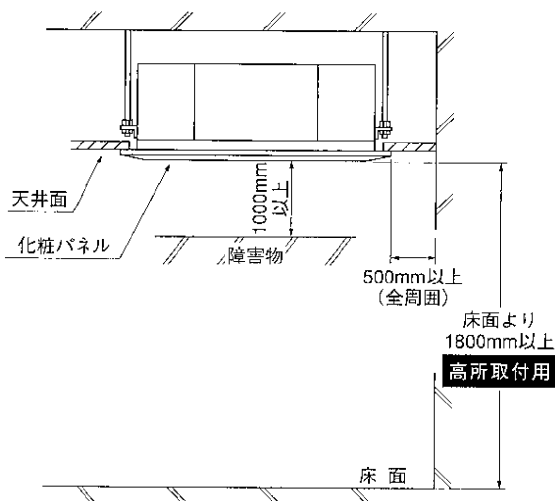 天井面
化粧パネル
1000mm
以上
障害物
500mm以上
(全周囲)
床面より
1800mm以上
高所取付用
床面